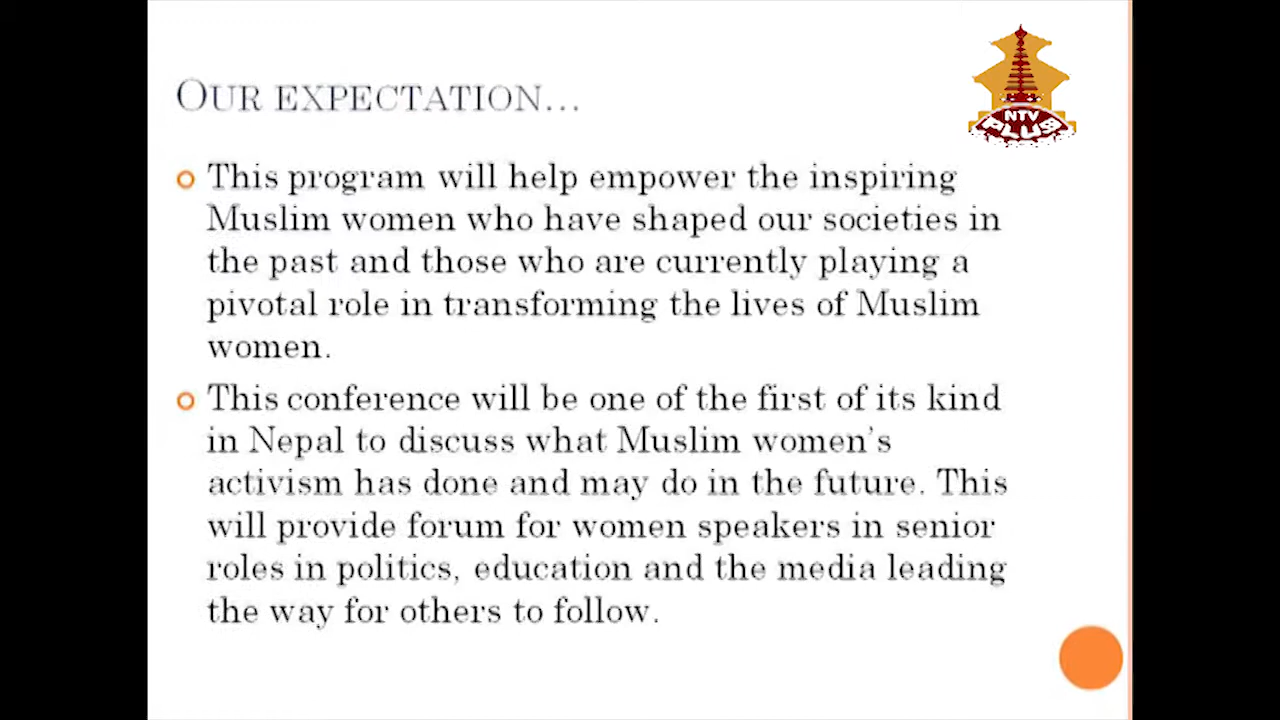 OUR EXPECTATION...
NTV
PLUS
This program will help empower the inspiring
Muslim women who have shaped our societies in
the past and those who are currently playing a
pivotal role in transforming the lives of Muslim
women.
This conference will be one of the first of its kind
in Nepal to discuss what Muslim women's
activism has done and may do in the future. This
will provide forum for women speakers in senior
roles in politics, education and the media leading
the way for others to follow.